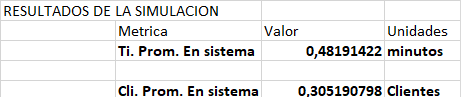 RESULTADOS DE LA SIMULACION
Metrica Valor Unidades
Ti. Prom. En sistema 0,48191422 minutos
Cli. Prom. En sistema 0,305190798 Clientes